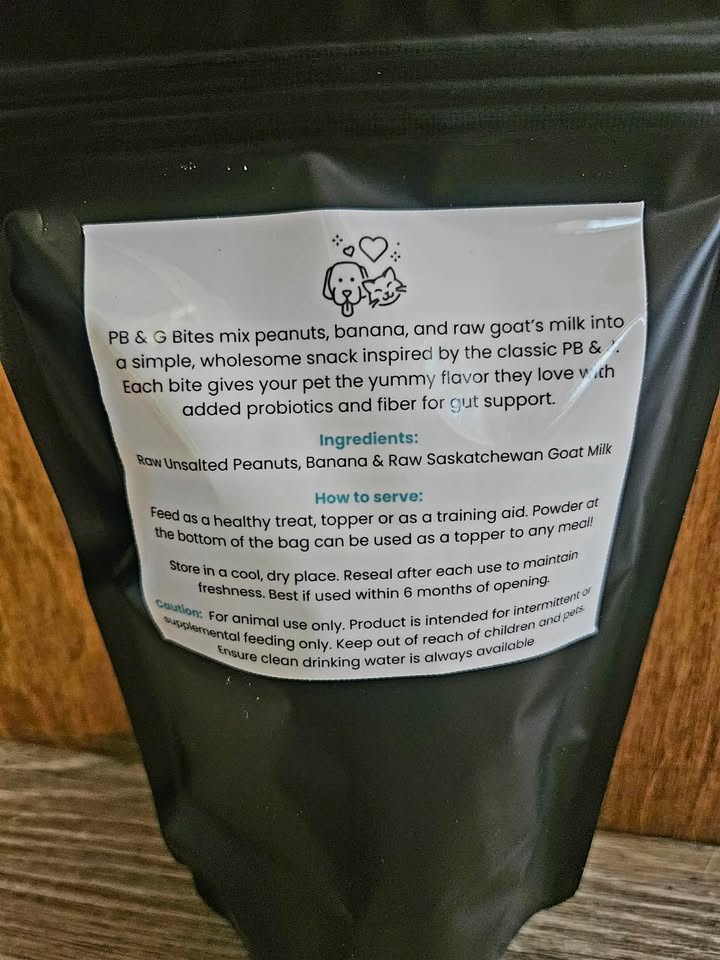 PB & G Bites mix peanuts, banana, and raw goat's milk into
a simple, wholesome snack inspired by the classic PB &
Each bite gives your pet the yummy flavor they love with
added probiotics and fiber for gut support.
Ingredients:
Raw Unsalted Peanuts, Banana & Raw Saskatchewan Goat Milk
How to serve:
Feed as a healthy treat, topper or as a training aid. Powder at
the bottom of the bag can be used as a topper to any meal!
Store in a cool, dry place. Reseal after each use to maintain
freshness. Best if used within 6 months of opening.
Caution: For animal use only. Product is intended for intermittent or
supplemental feeding only. Keep out of reach of children and pets.
Ensure clean drinking water is always available